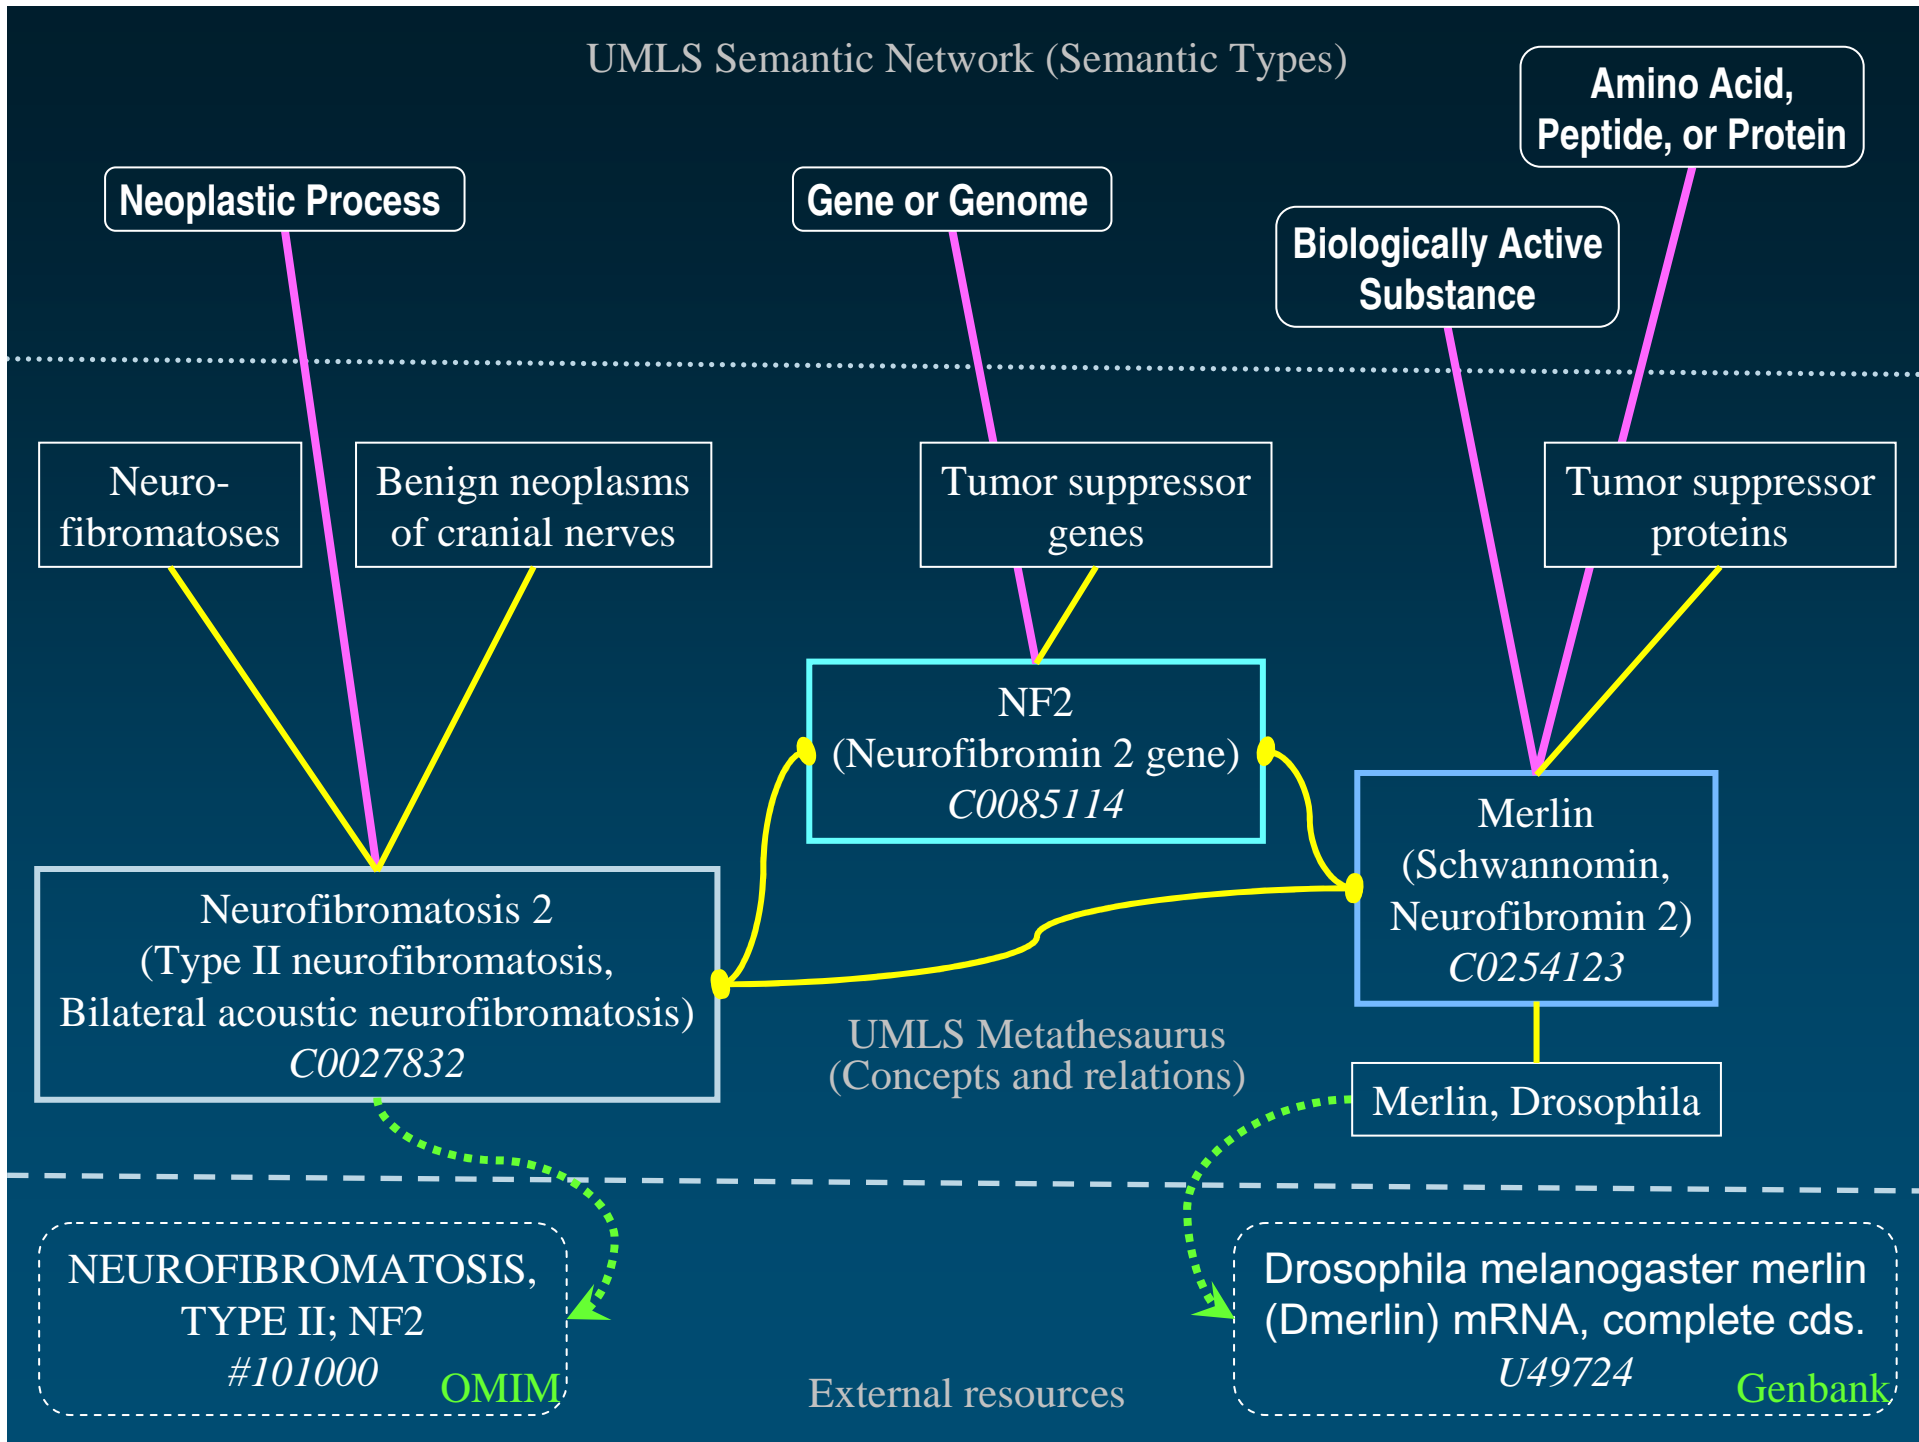 UMLS Semantic Network (Semantic Types)
Amino Acid,
Peptide, or Protein
Neoplastic Process
Gene or Genome
Biologically Active
Substance
Neuro-
fibromatoses
Benign neoplasms
of cranial nerves
Tumor suppressor
genes
Tumor suppressor
proteins
NF2
(Neurofibromin 2 gene)
C0085114
Merlin
(Schwannomin,
Neurofibromin 2)
C0254123
Neurofibromatosis 2
(Type II neurofibromatosis,
Bilateral acoustic neurofibromatosis)
C0027832
UMLS Metathesaurus
(Concepts and relations)
Merlin, Drosophila
NEUROFIBROMATOSIS,
TYPE II; NF2
#101000
OMIM
External resources
Drosophila melanogaster merlin
(Dmerlin) mRNA, complete cds.
U49724
Genbank